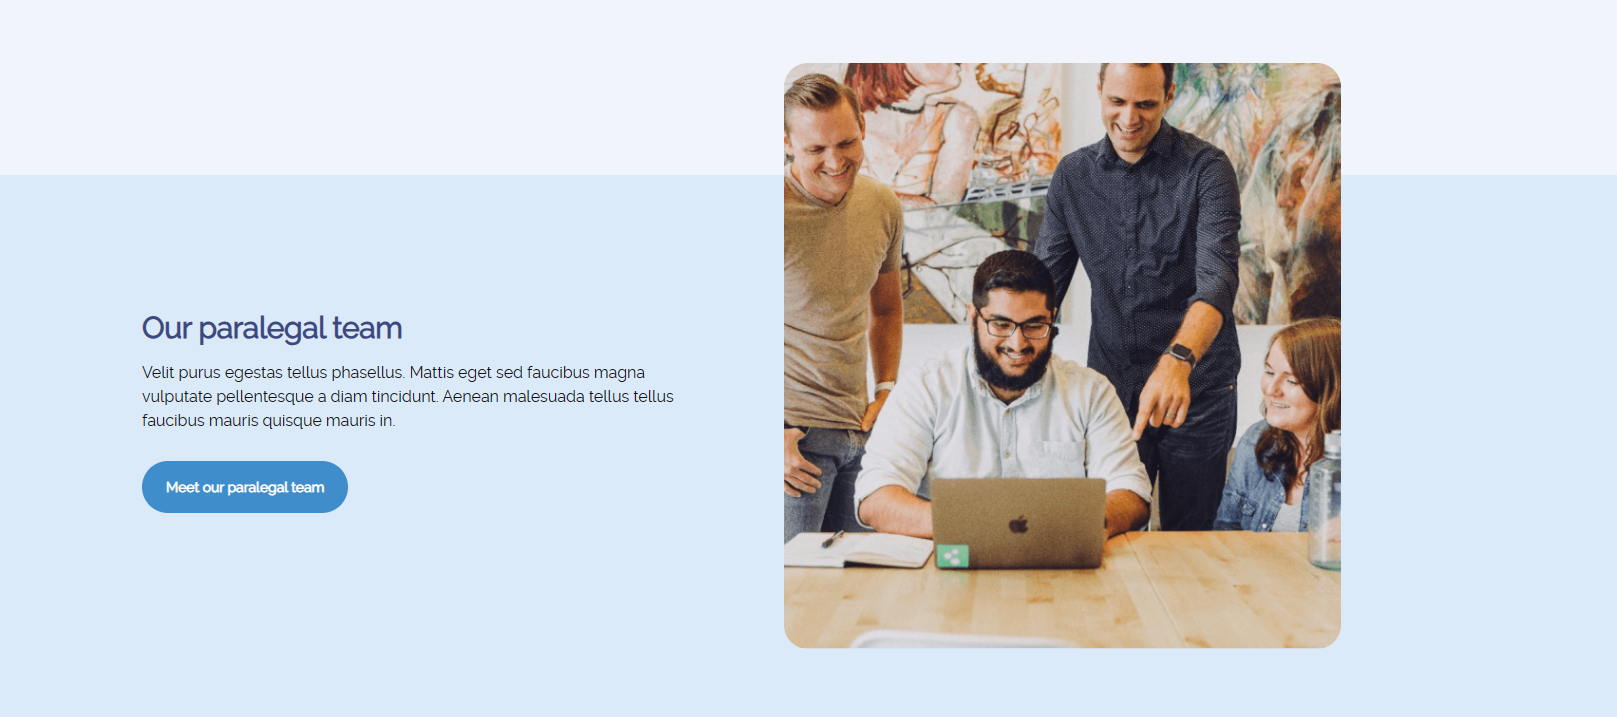 Our paralegal team
Velit purus egestas tellus phasellus. Mattis eget sed faucibus magna
vulputate pellentesque a diam tincidunt. Aenean malesuada tellus tellus
faucibus mauris quisque mauris in.
Meet our paralegal team